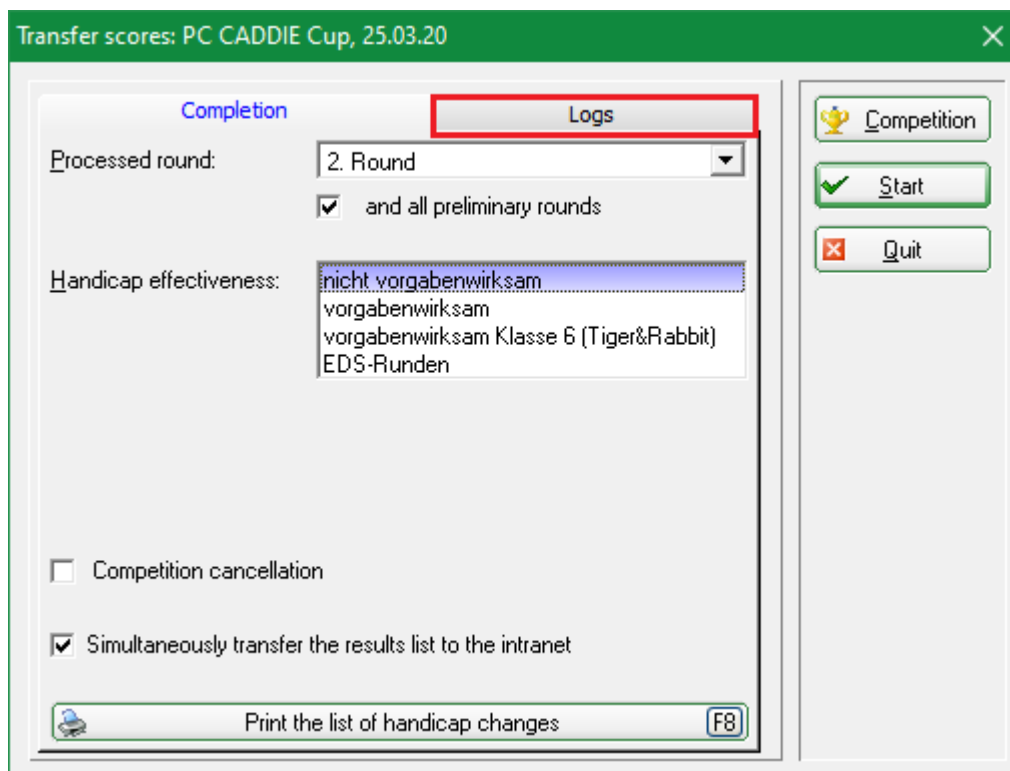 Transfer scores: PC CADDIE Cup, 25.03.20
Completion
Logs
Processed round:
2. Round
and all preliminary rounds
Handicap effectiveness:
nicht vorgabenwirksam
vorgabenwirksam
vorgabenwirksam Klasse 6 (Tiger&Rabbit)
EDS-Runden
Competition cancellation
Simultaneously transfer the results list to the intranet
Print the list of handicap changes F8
Competition
Start
Quit